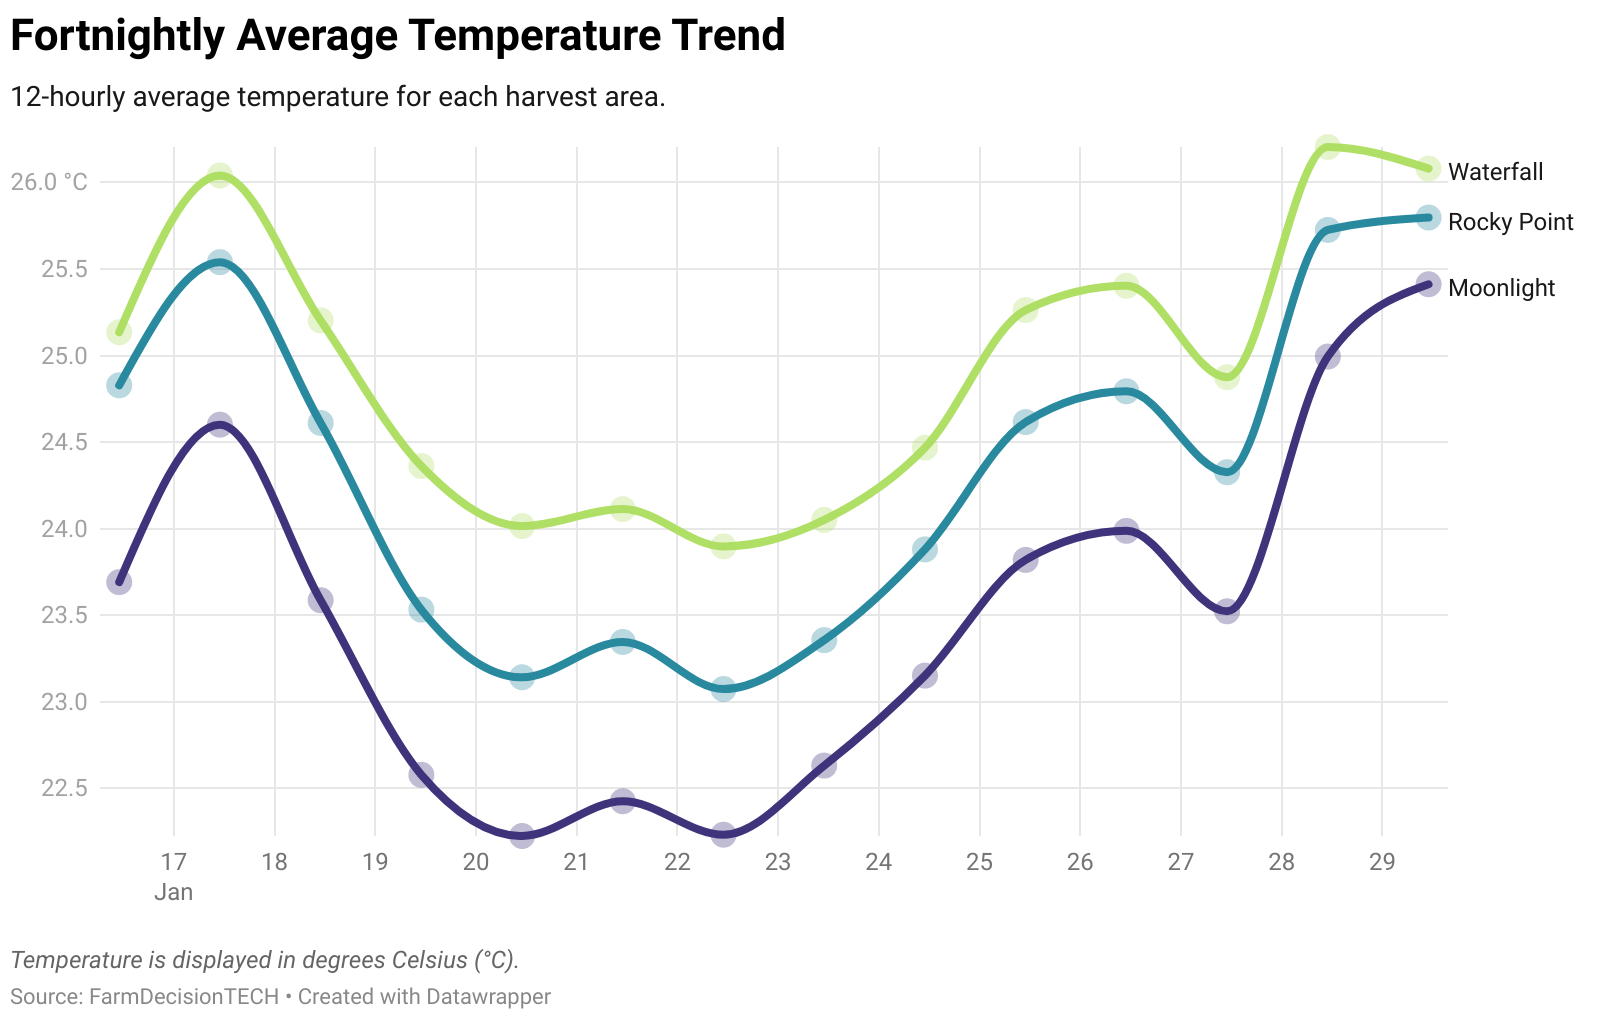 Fortnightly Average Temperature Trend
12-hourly average temperature for each harvest area.
26.0 °C
25.5
25.0
24.5
24.0
23.5
23.0
22.5
Waterfall
Rocky Point
Moonlight
17 18 19 20 21 22 23 24 25 26 27 28 29
Jan
Temperature is displayed in degrees Celsius (°C).
Source: FarmDecisionTECH • Created with Datawrapper